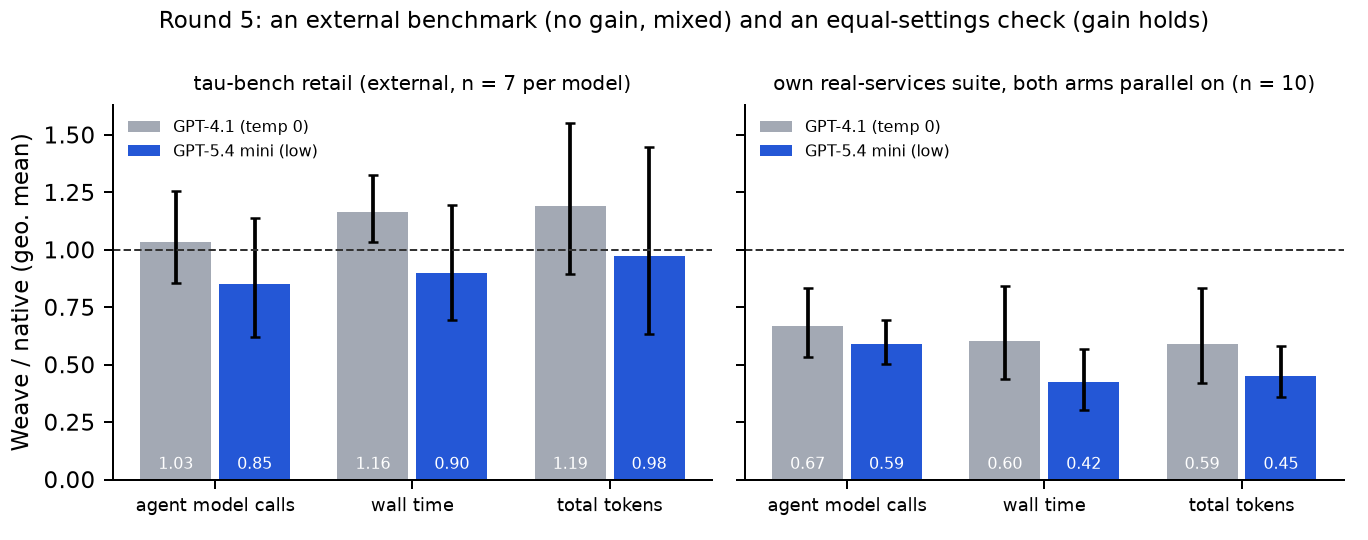 Round 5: an external benchmark (no gain, mixed) and an equal-settings check (gain holds)
tau-bench retail (external, n = 7 per model)
Weave / native (geo. mean)
1.50
1.25
1.00
0.75
0.50
0.25
0.00
GPT-4.1 (temp 0)
GPT-5.4 mini (low)
1.03
0.85
1.16
0.90
1.19
0.98
agent model calls
wall time
total tokens
own real-services suite, both arms parallel on (n = 10)
GPT-4.1 (temp 0)
GPT-5.4 mini (low)
0.67
0.59
0.60
0.42
0.59
0.45
agent model calls
wall time
total tokens